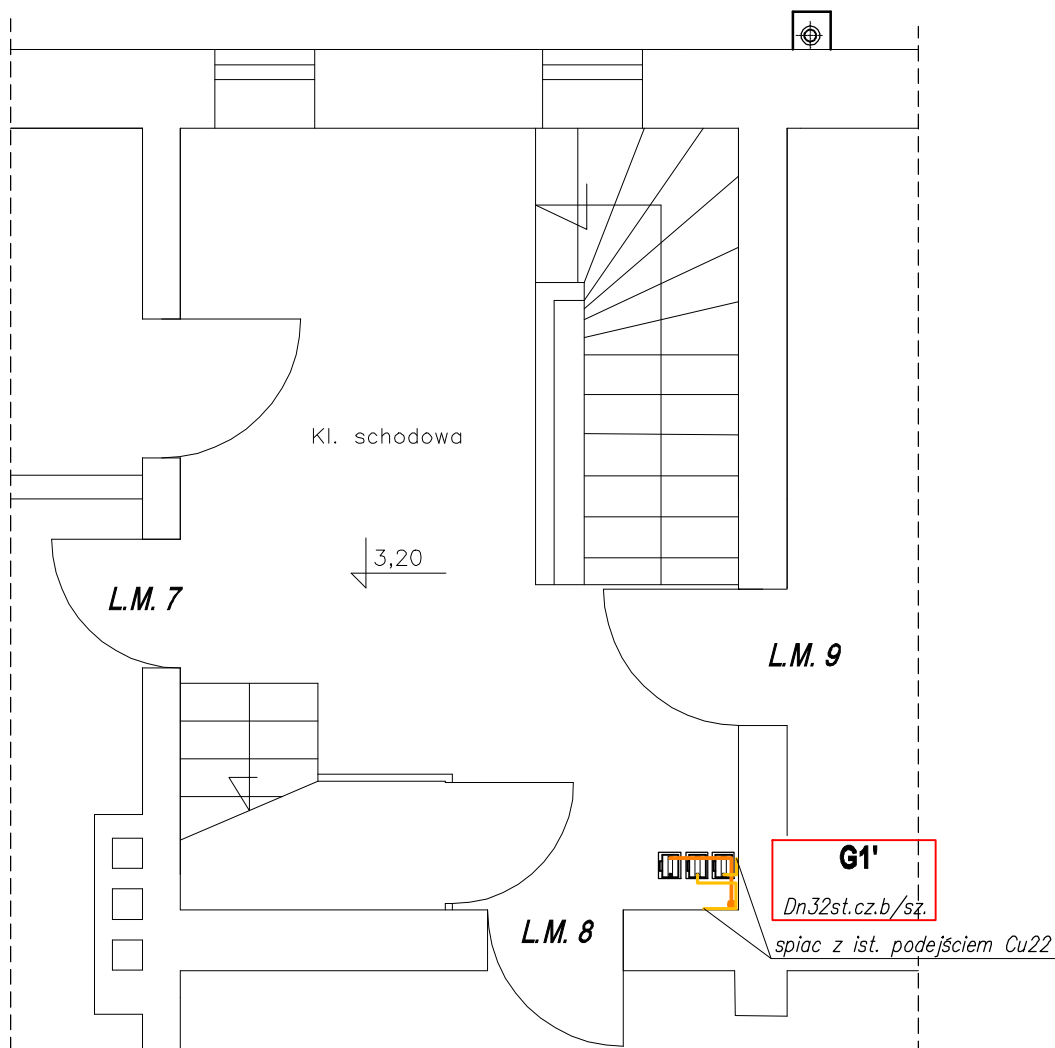 Kl. schodowa
3,20
L.M. 7
L.M. 9
G1'
Dn32st.cz.b/sz.
L.M. 8
spiac z ist. podejściem Cu22